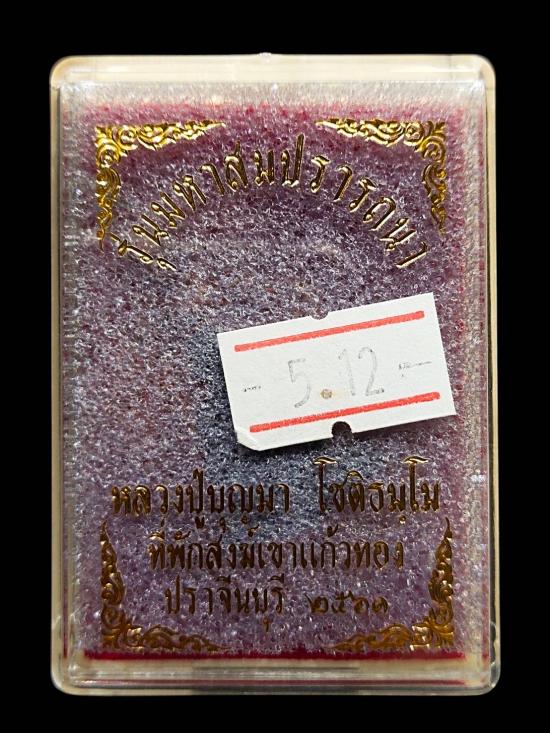 รุ่นมหาสมปรารถนา
5.12
หลวงปู่บุญมา โชติธมฺโม
ที่พักสงฆ์เขาแก้วทอง
ปราจีนบุรี ๒๕๖๑